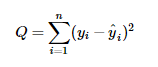 Q = \sum_{i=1}^{n} (y_i - \hat{y}_i)^2